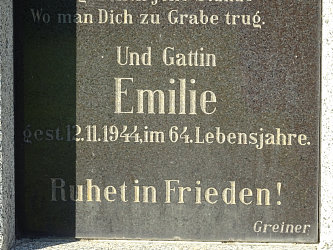 Wo man Dich zu Grabe trug.
Und Gattin
Emilie
gest. 12.11.1944, im 64. Lebensjahre.
Ruhet in Frieden!
Greiner